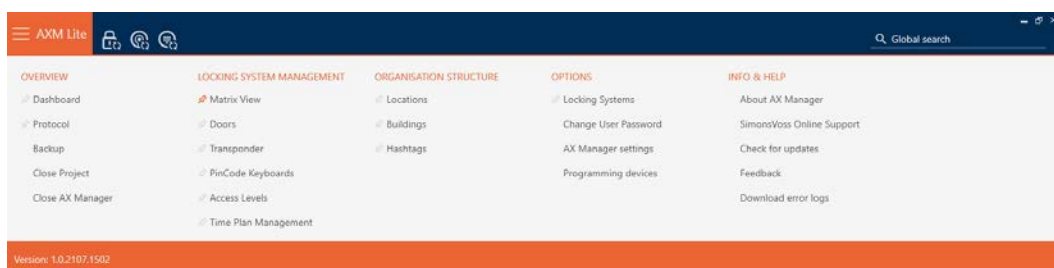 AXM Lite
Global search
OVERVIEW
Dashboard
Protocol
Backup
Close Project
Close AX Manager
LOCKING SYSTEM MANAGEMENT
Matrix View
Doors
Transponder
PinCode Keyboards
Access Levels
Time Plan Management
ORGANISATION STRUCTURE
Locations
Buildings
Hashtags
OPTIONS
Locking Systems
Change User Password
AX Manager settings
Programming devices
INFO & HELP
About AX Manager
SimonsVoss Online Support
Check for updates
Feedback
Download error logs
Version: 1.0.2107.1502